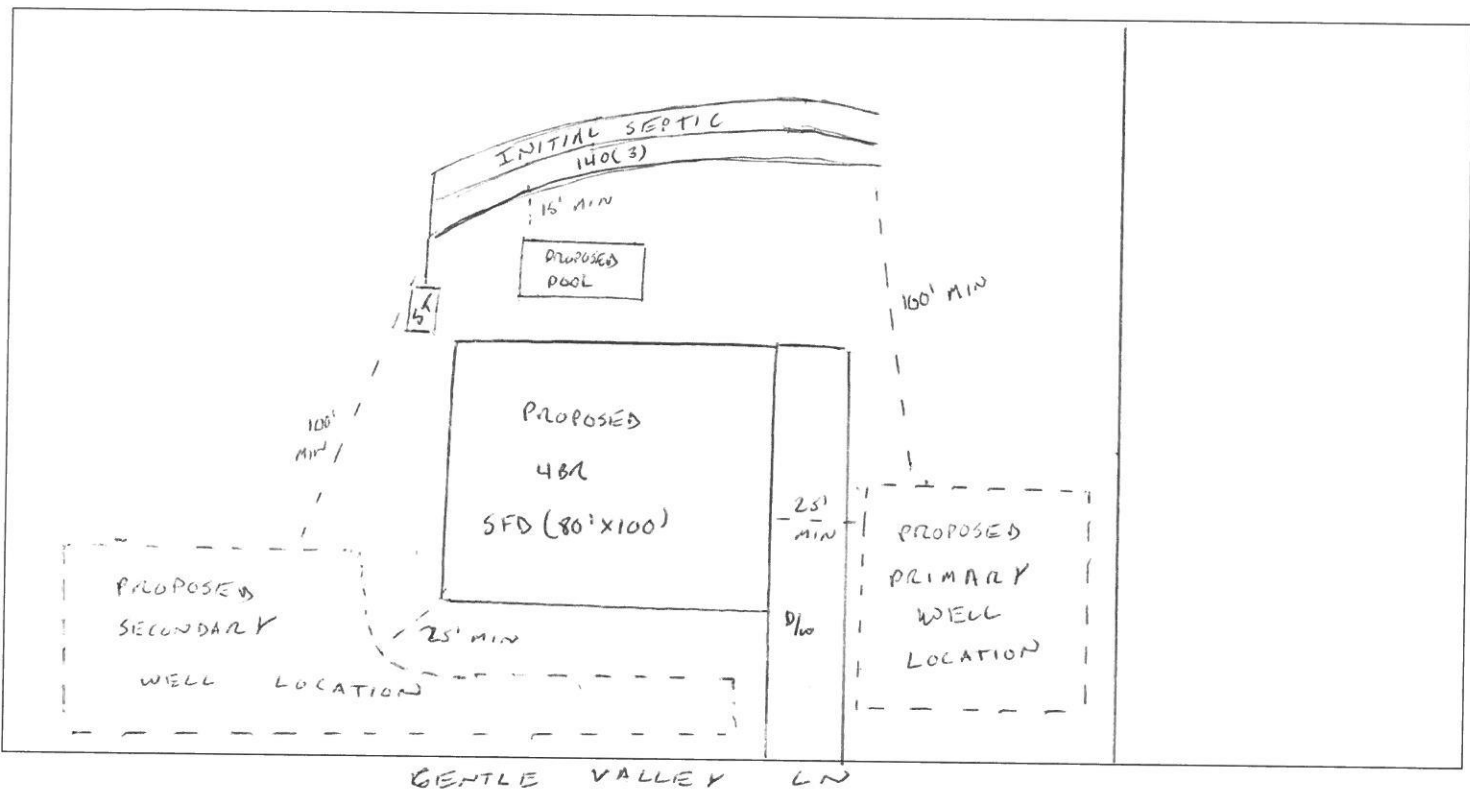 INITIAL SEPTIC
140(3)
15' MIN
PROPOSED
POOL
100' MIN
100'
MIN
PROPOSED
4BR
SFD (80'X100)
25'
MIN
D/W
PROPOSED
PRIMARY
WELL
LOCATION
PROPOSED
SECONDARY
WELL LOCATION
25' MIN
GENTLE VALLEY LN